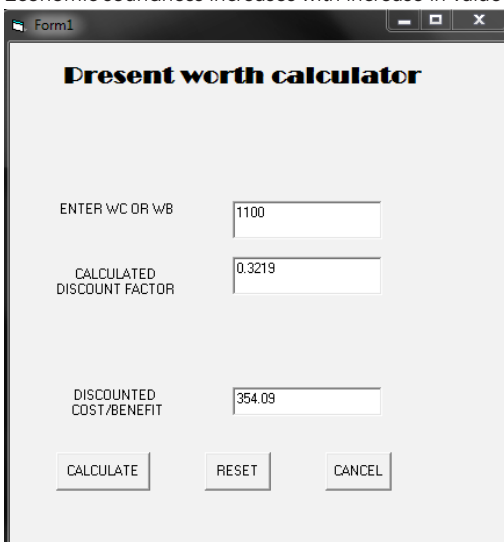 Economic soundness increases with increase in value
Form1
Present worth calculator
ENTER WC OR WB
1100
CALCULATED
DISCOUNT FACTOR
0.3219
DISCOUNTED
COST/BENEFIT
354.09
CALCULATE
RESET
CANCEL